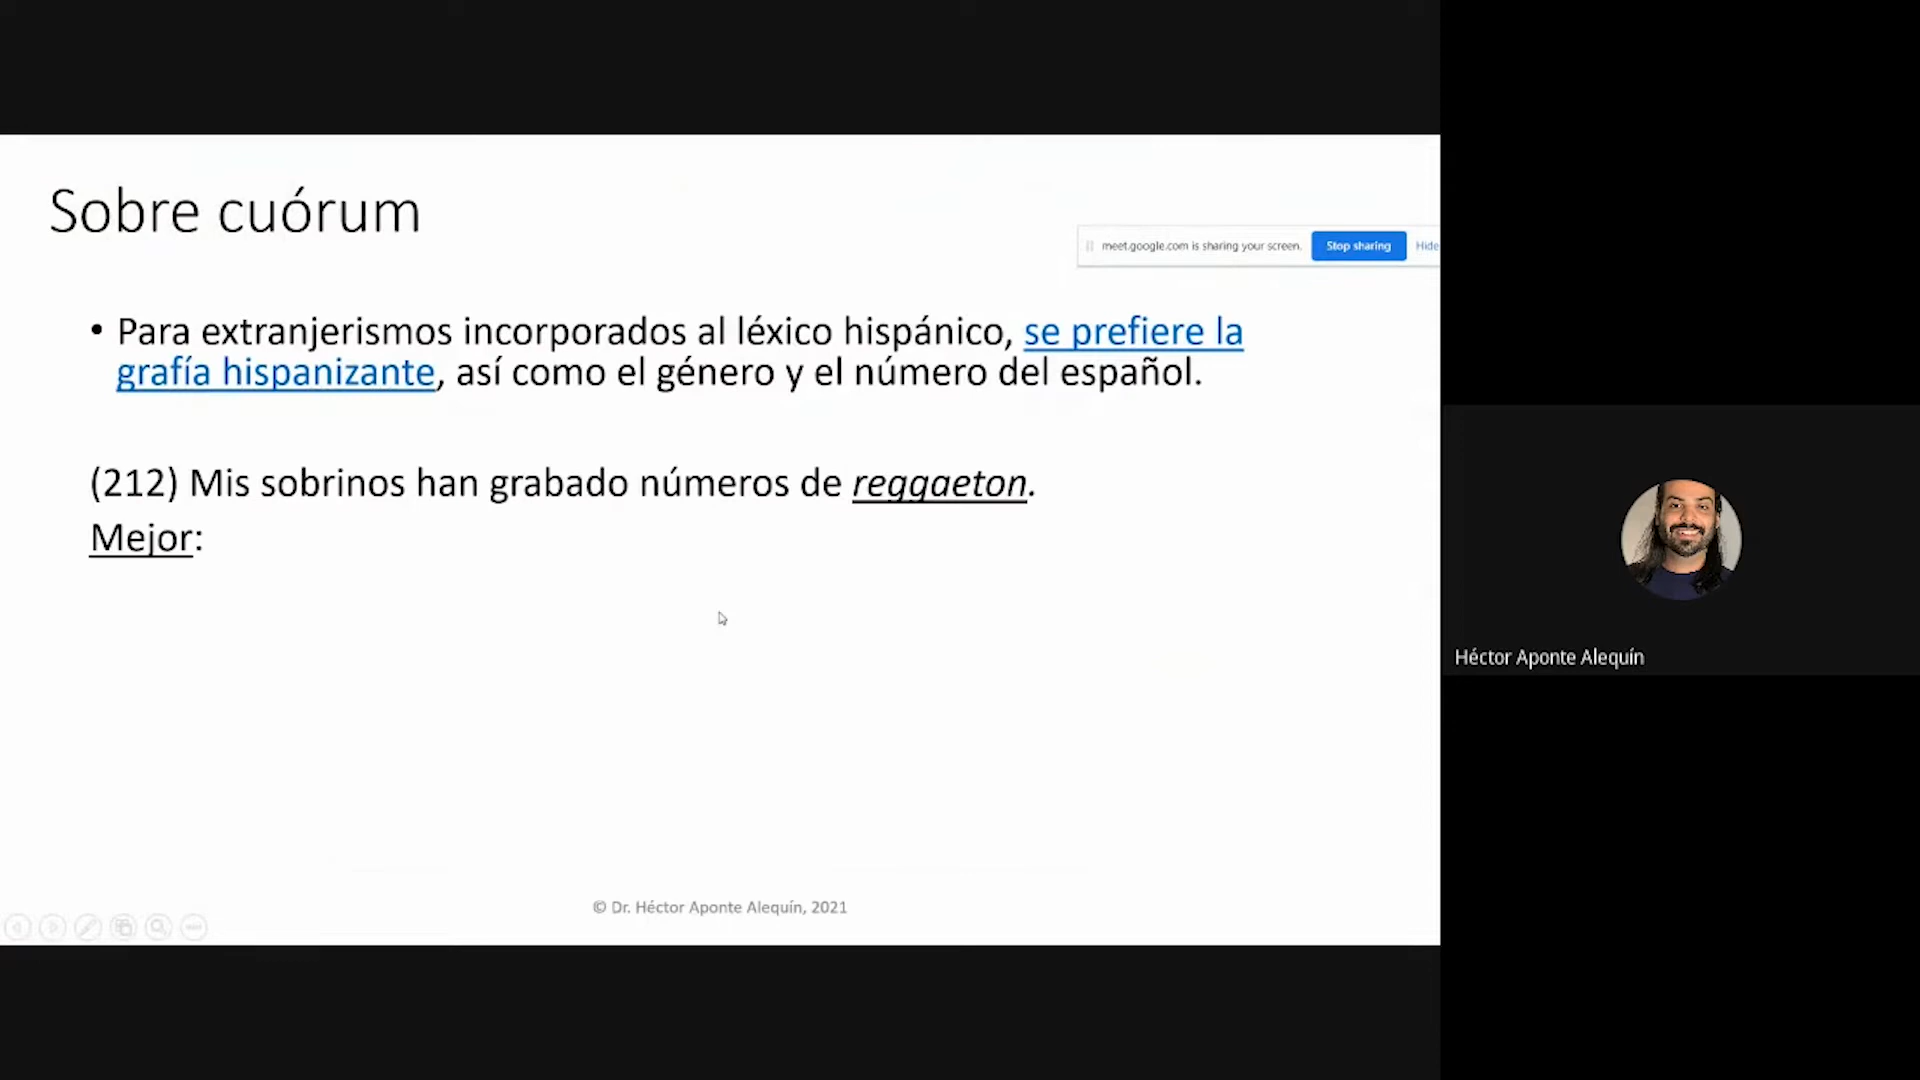 Sobre cuórum
meet.google.com is sharing your screen.
Stop sharing
Hide
• Para extranjerismos incorporados al léxico hispánico, se prefiere la
grafía hispanizante, así como el género y el número del español.
(212) Mis sobrinos han grabado números de reggaeton.
Mejor:
Héctor Aponte Alequín
© Dr. Héctor Aponte Alequín, 2021